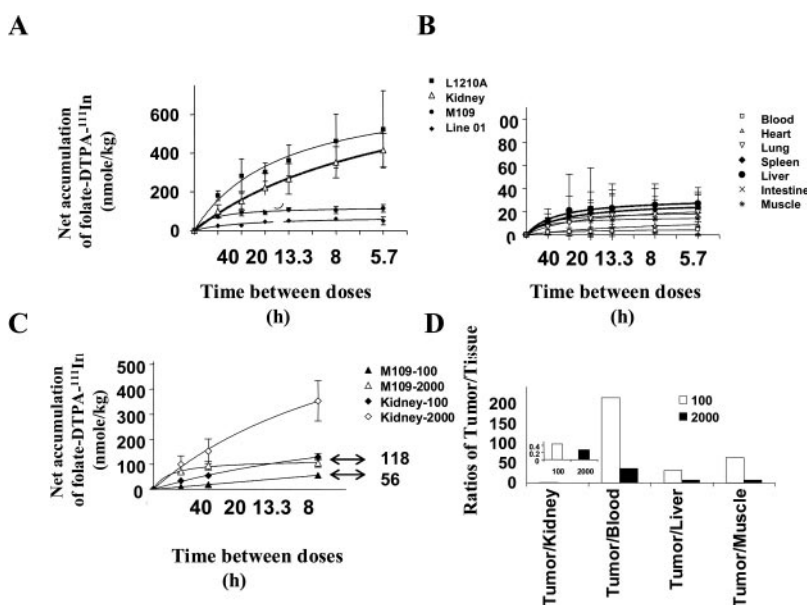 A
B
Net accumulation
of folate-DTPA-¹¹¹In
(nmole/kg)
600
400
200
0
40 20 13.3 8 5.7
Time between doses
(h)
L1210A
Kidney
M109
Line 01
00
80
60
40
20
00
40 20 13.3 8 5.7
Time between doses
(h)
Blood
Heart
Lung
Spleen
Liver
Intestine
Muscle
C
D
Net accumulation
of folate-DTPA-¹¹¹In
(nmole/kg)
500
400
300
200
100
0
40 20 13.3 8
Time between doses
(h)
M109-100
M109-2000
Kidney-100
Kidney-2000
118
56
Ratios of Tumor/Tissue
200
150
100
50
0
0.4
0.2
0
100 2000
100
2000
Tumor/Kidney
Tumor/Blood
Tumor/Liver
Tumor/Muscle